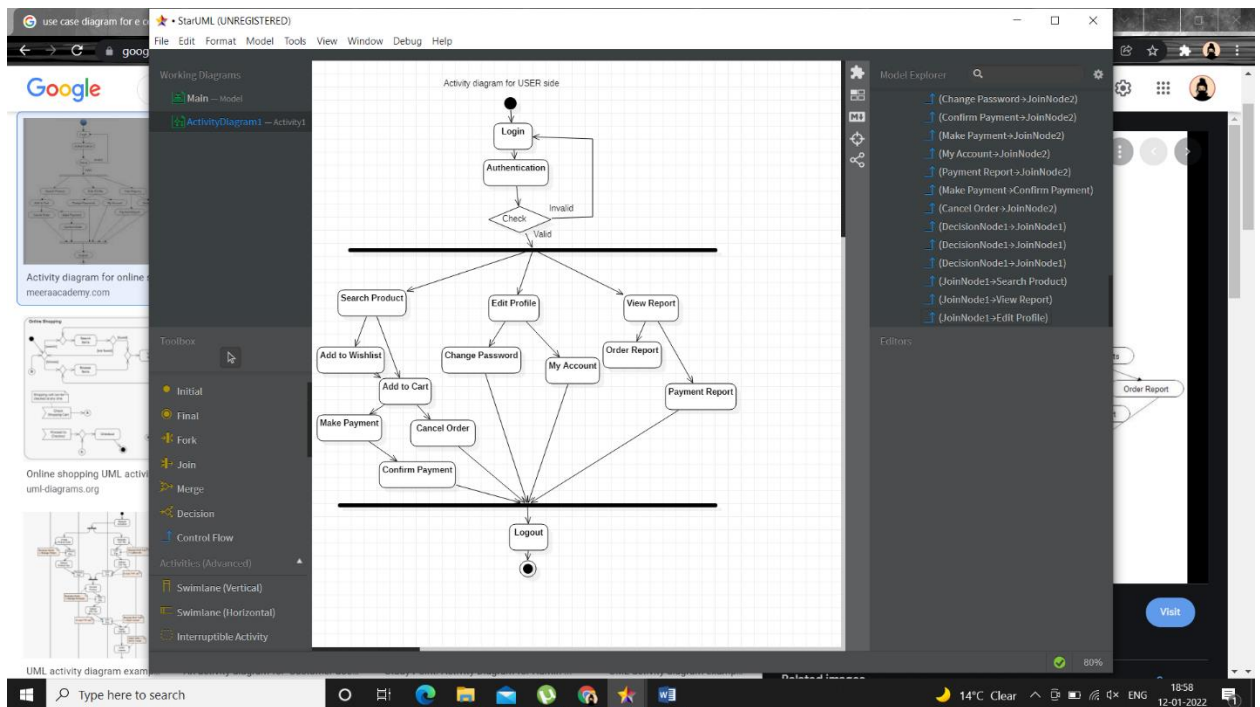 use case diagram for e c
StarUML (UNREGISTERED)
File Edit Format Model Tools View Window Debug Help
goog
Google
Working Diagrams
Main — Model
ActivityDiagram1 — Activity1
Activity diagram for online s
meeraacademy.com
Online Shopping
Online shopping UML activi
uml-diagrams.org
UML activity diagram exam
Toolbox
Initial
Final
Fork
Join
Merge
Decision
Control Flow
Activities (Advanced)
Swimlane (Vertical)
Swimlane (Horizontal)
Interruptible Activity
Activity diagram for USER side
Login
Authentication
Check
Invalid
Valid
Search Product
Edit Profile
View Report
Add to Wishlist
Change Password
My Account
Order Report
Add to Cart
Payment Report
Make Payment
Cancel Order
Confirm Payment
Logout
Model Explorer
(Change Password→JoinNode2)
(Confirm Payment→JoinNode2)
(Make Payment→JoinNode2)
(My Account→JoinNode2)
(Payment Report→JoinNode2)
(Make Payment→Confirm Payment)
(Cancel Order→JoinNode2)
(DecisionNode1→JoinNode1)
(DecisionNode1→JoinNode1)
(DecisionNode1→JoinNode1)
(JoinNode1→Search Product)
(JoinNode1→View Report)
(JoinNode1→Edit Profile)
Editors
Order Report
Visit
80%
Related images
Type here to search
14°C Clear
ENG
18:58
12-01-2022